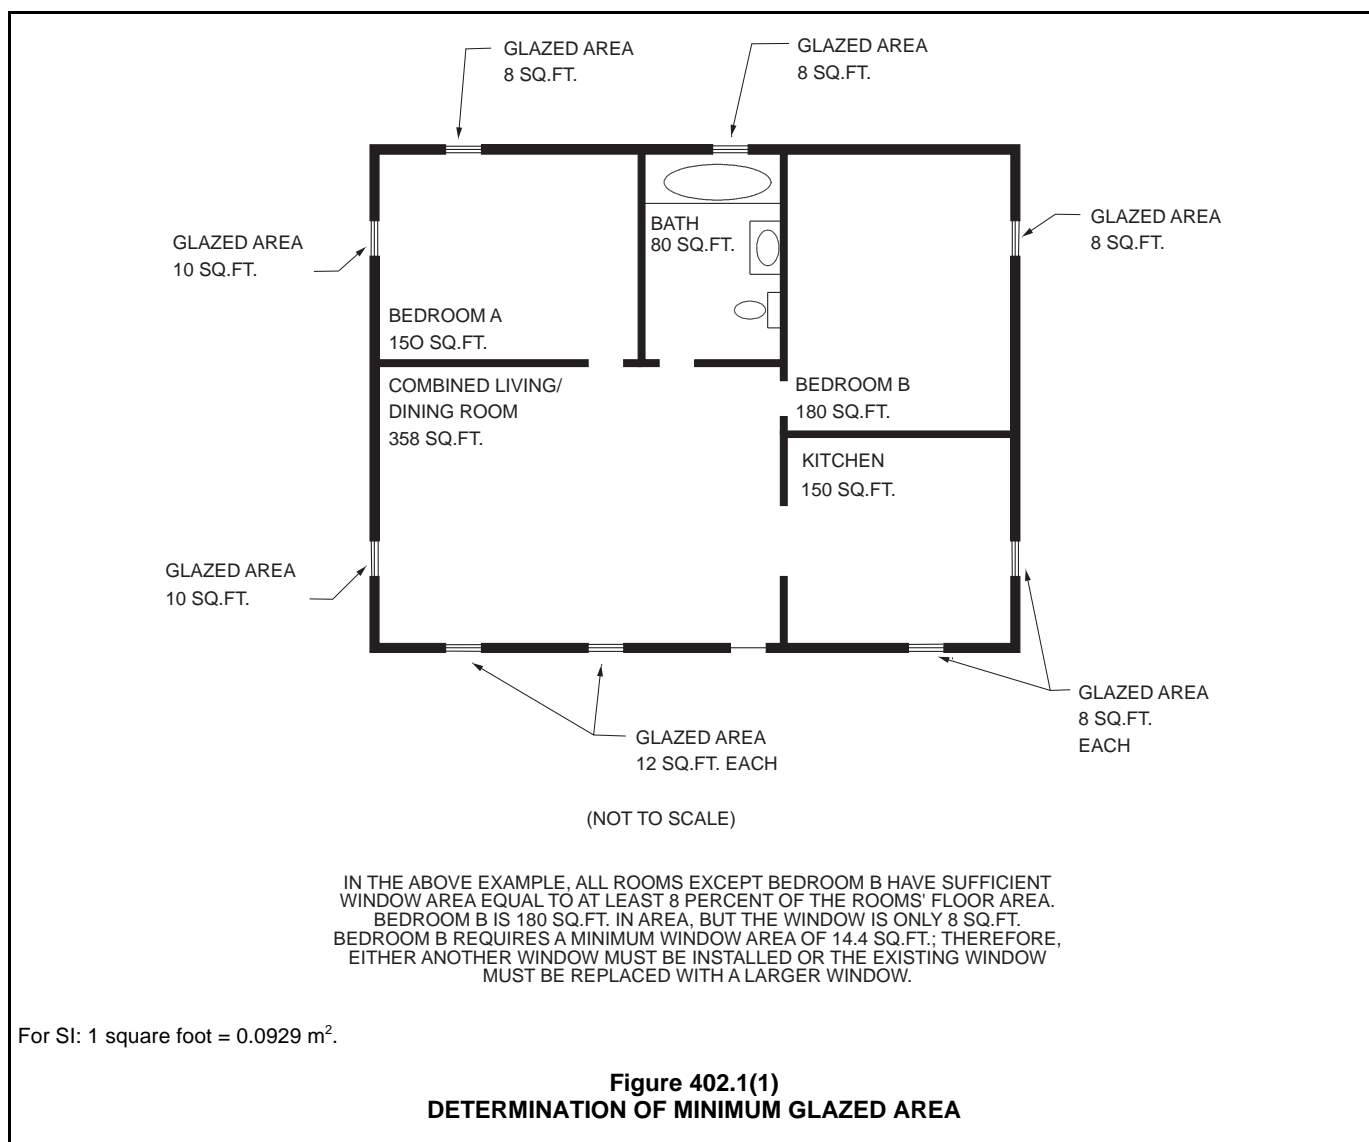 GLAZED AREA
8 SQ.FT.
GLAZED AREA
8 SQ.FT.
GLAZED AREA
10 SQ.FT.
BATH
80 SQ.FT.
GLAZED AREA
8 SQ.FT.
BEDROOM A
15O SQ.FT.
COMBINED LIVING/
DINING ROOM
358 SQ.FT.
BEDROOM B
180 SQ.FT.
KITCHEN
150 SQ.FT.
GLAZED AREA
10 SQ.FT.
GLAZED AREA
12 SQ.FT. EACH
GLAZED AREA
8 SQ.FT.
EACH
(NOT TO SCALE)
IN THE ABOVE EXAMPLE, ALL ROOMS EXCEPT BEDROOM B HAVE SUFFICIENT
WINDOW AREA EQUAL TO AT LEAST 8 PERCENT OF THE ROOMS' FLOOR AREA.
BEDROOM B IS 180 SQ.FT. IN AREA, BUT THE WINDOW IS ONLY 8 SQ.FT.
BEDROOM B REQUIRES A MINIMUM WINDOW AREA OF 14.4 SQ.FT.; THEREFORE,
EITHER ANOTHER WINDOW MUST BE INSTALLED OR THE EXISTING WINDOW
MUST BE REPLACED WITH A LARGER WINDOW.
For SI: 1 square foot = 0.0929 m².
Figure 402.1(1)
DETERMINATION OF MINIMUM GLAZED AREA